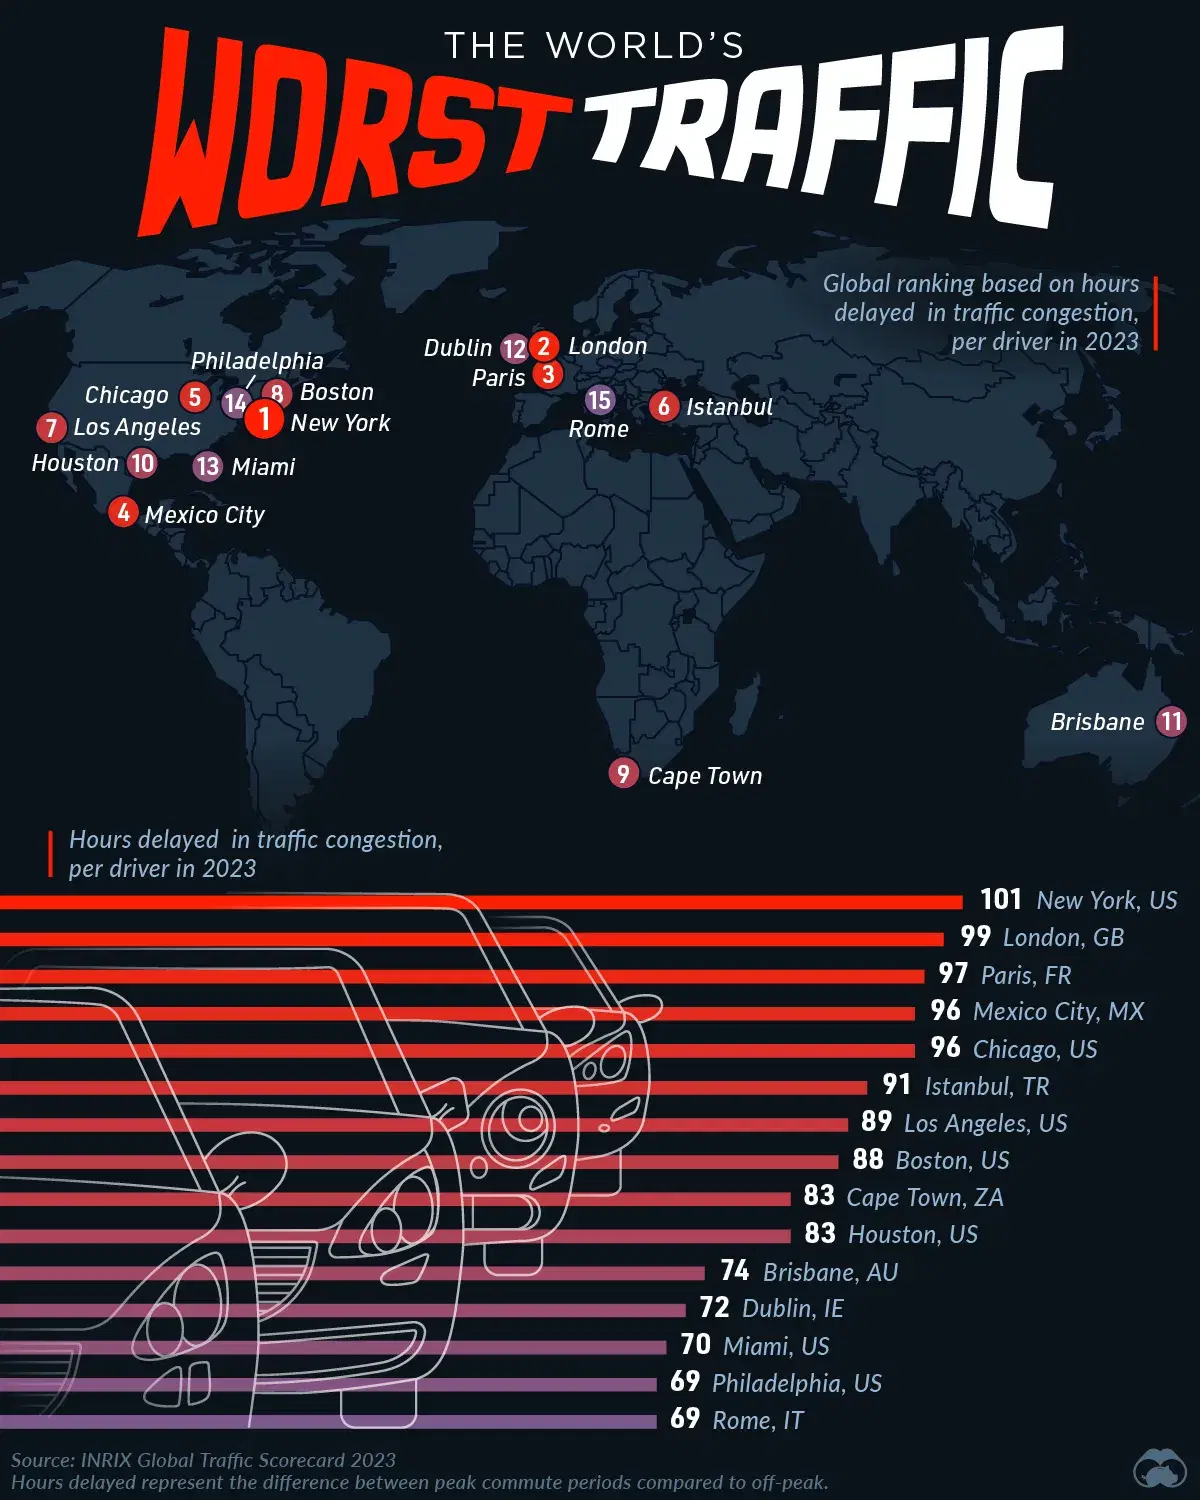 THE WORLD'S
WORST TRAFFIC
Global ranking based on hours
delayed in traffic congestion,
per driver in 2023
Philadelphia
14
Chicago 5
8 Boston
1 New York
7 Los Angeles
Houston 10
13 Miami
4 Mexico City
Dublin 12
2 London
Paris 3
15
Rome
6 Istanbul
Brisbane 11
9 Cape Town
Hours delayed in traffic congestion,
per driver in 2023
101 New York, US
99 London, GB
97 Paris, FR
96 Mexico City, MX
96 Chicago, US
91 Istanbul, TR
89 Los Angeles, US
88 Boston, US
83 Cape Town, ZA
83 Houston, US
74 Brisbane, AU
72 Dublin, IE
70 Miami, US
69 Philadelphia, US
69 Rome, IT
Source: INRIX Global Traffic Scorecard 2023
Hours delayed represent the difference between peak commute periods compared to off-peak.